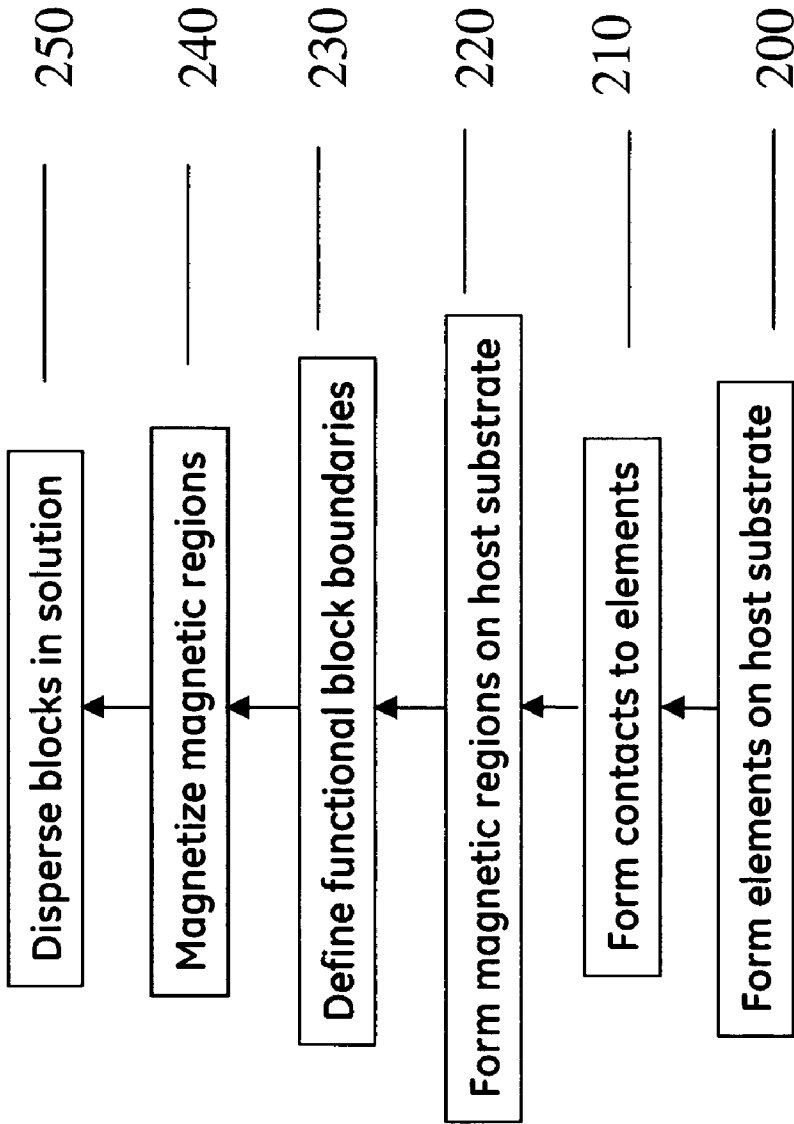 250
Disperse blocks in solution
240
Magnetize magnetic regions
230
Define functional block boundaries
220
Form magnetic regions on host substrate
210
Form contacts to elements
200
Form elements on host substrate